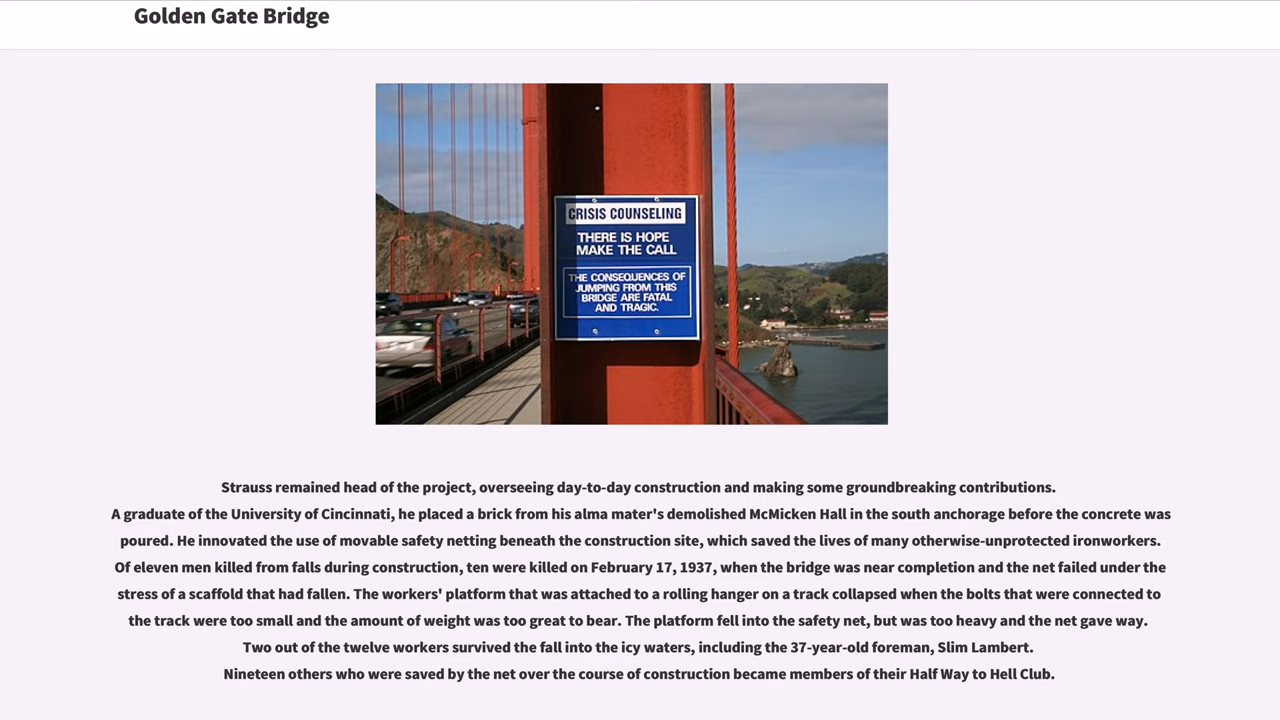 Golden Gate Bridge
CRISIS COUNSELING
THERE IS HOPE
MAKE THE CALL
THE CONSEQUENCES OF
JUMPING FROM THIS
BRIDGE ARE FATAL
AND TRAGIC.
Strauss remained head of the project, overseeing day-to-day construction and making some groundbreaking contributions.
A graduate of the University of Cincinnati, he placed a brick from his alma mater's demolished McMicken Hall in the south anchorage before the concrete was
poured. He innovated the use of movable safety netting beneath the construction site, which saved the lives of many otherwise-unprotected ironworkers.
Of eleven men killed from falls during construction, ten were killed on February 17, 1937, when the bridge was near completion and the net failed under the
stress of a scaffold that had fallen. The workers' platform that was attached to a rolling hanger on a track collapsed when the bolts that were connected to
the track were too small and the amount of weight was too great to bear. The platform fell into the safety net, but was too heavy and the net gave way.
Two out of the twelve workers survived the fall into the icy waters, including the 37-year-old foreman, Slim Lambert.
Nineteen others who were saved by the net over the course of construction became members of their Half Way to Hell Club.